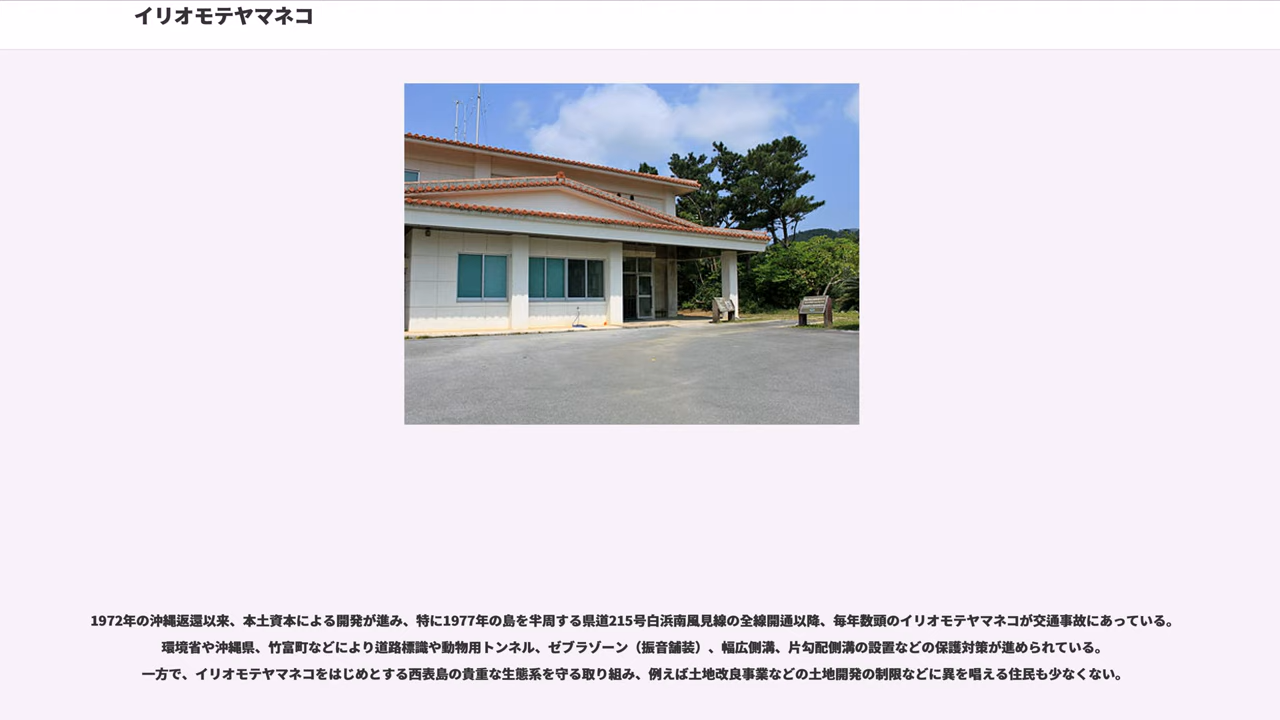 イリオモテヤマネコ
1972年の沖縄返還以来、本土資本による開発が進み、特に1977年の島を半周する県道215号白浜南風見線の全線開通以降、毎年数頭のイリオモテヤマネコが交通事故にあっている。
環境省や沖縄県、竹富町などにより道路標識や動物用トンネル、ゼブラゾーン（振音舗装）、幅広側溝、片勾配側溝の設置などの保護対策が進められている。
一方で、イリオモテヤマネコをはじめとする西表島の貴重な生態系を守る取り組み、例えば土地改良事業などの土地開発の制限などに異を唱える住民も少なくない。